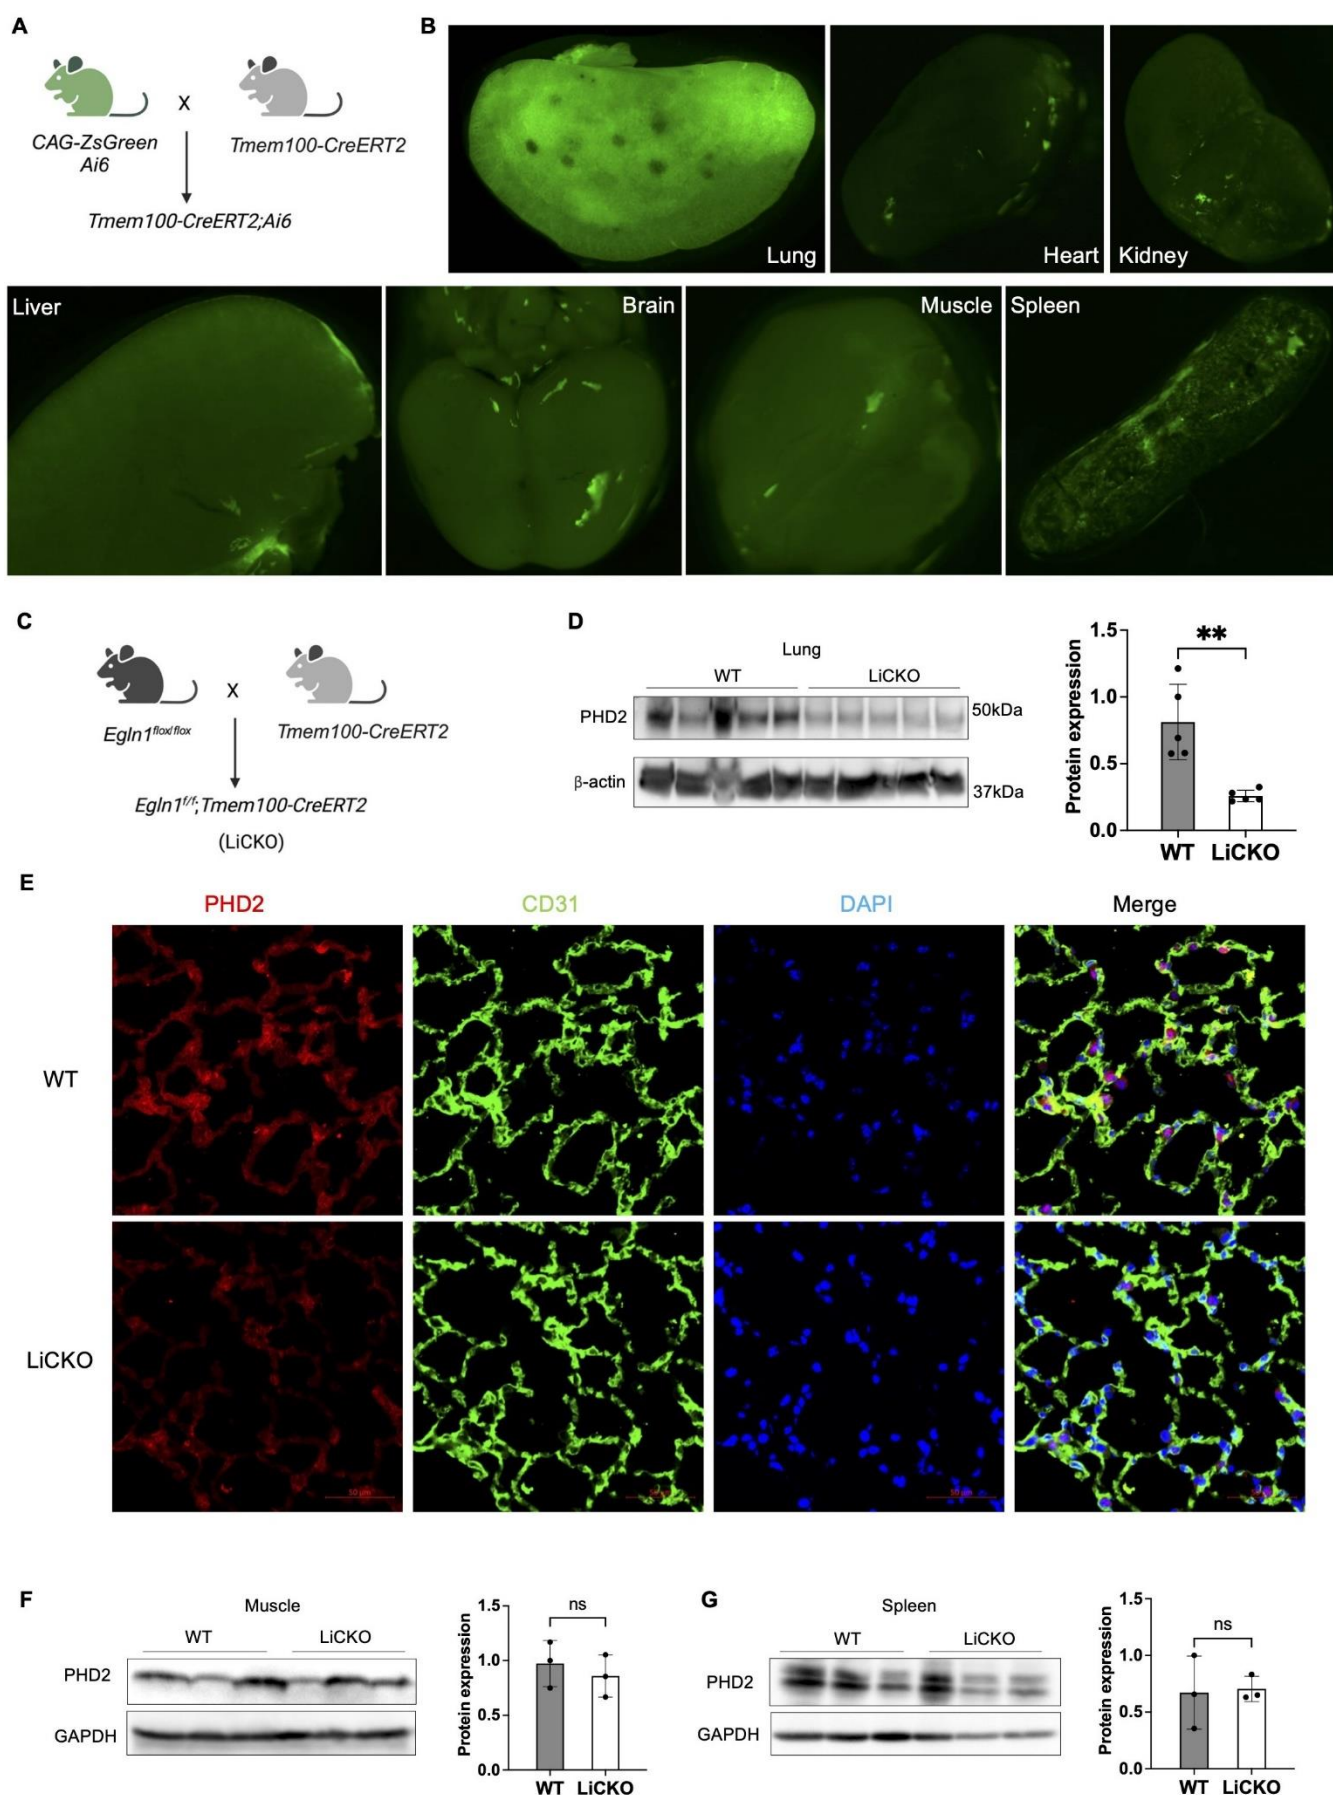 A
X
CAG-ZsGreen
Ai6
Tmem100-CreERT2
Tmem100-CreERT2;Ai6
B
Lung
Heart
Kidney
Liver
Brain
Muscle
Spleen
C
X
Egln1flox/flox
Tmem100-CreERT2
Egln1f/f;Tmem100-CreERT2
(LiCKO)
D
Lung
WT LiCKO
PHD2
50kDa
β-actin
37kDa
Protein expression
1.5
1.0
0.5
0.0
**
WT LiCKO
E
PHD2 CD31 DAPI Merge
WT
LiCKO
50 µm
50 µm
F
Muscle
WT LiCKO
PHD2
GAPDH
Protein expression
1.5
1.0
0.5
0.0
ns
WT LiCKO
G
Spleen
WT LiCKO
PHD2
GAPDH
Protein expression
1.5
1.0
0.5
0.0
ns
WT LiCKO